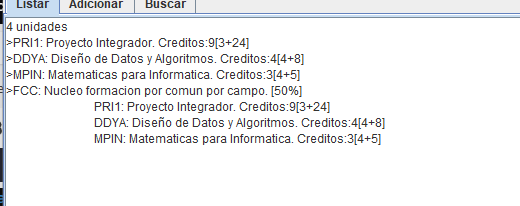 Listar Adicionar Buscar
4 unidades
>PRI1: Proyecto Integrador. Creditos:9[3+24]
>DDYA: Diseño de Datos y Algoritmos. Creditos:4[4+8]
>MPIN: Matematicas para Informatica. Creditos:3[4+5]
>FCC: Nucleo formacion por comun por campo. [50%]
PRI1: Proyecto Integrador. Creditos:9[3+24]
DDYA: Diseño de Datos y Algoritmos. Creditos:4[4+8]
MPIN: Matematicas para Informatica. Creditos:3[4+5]